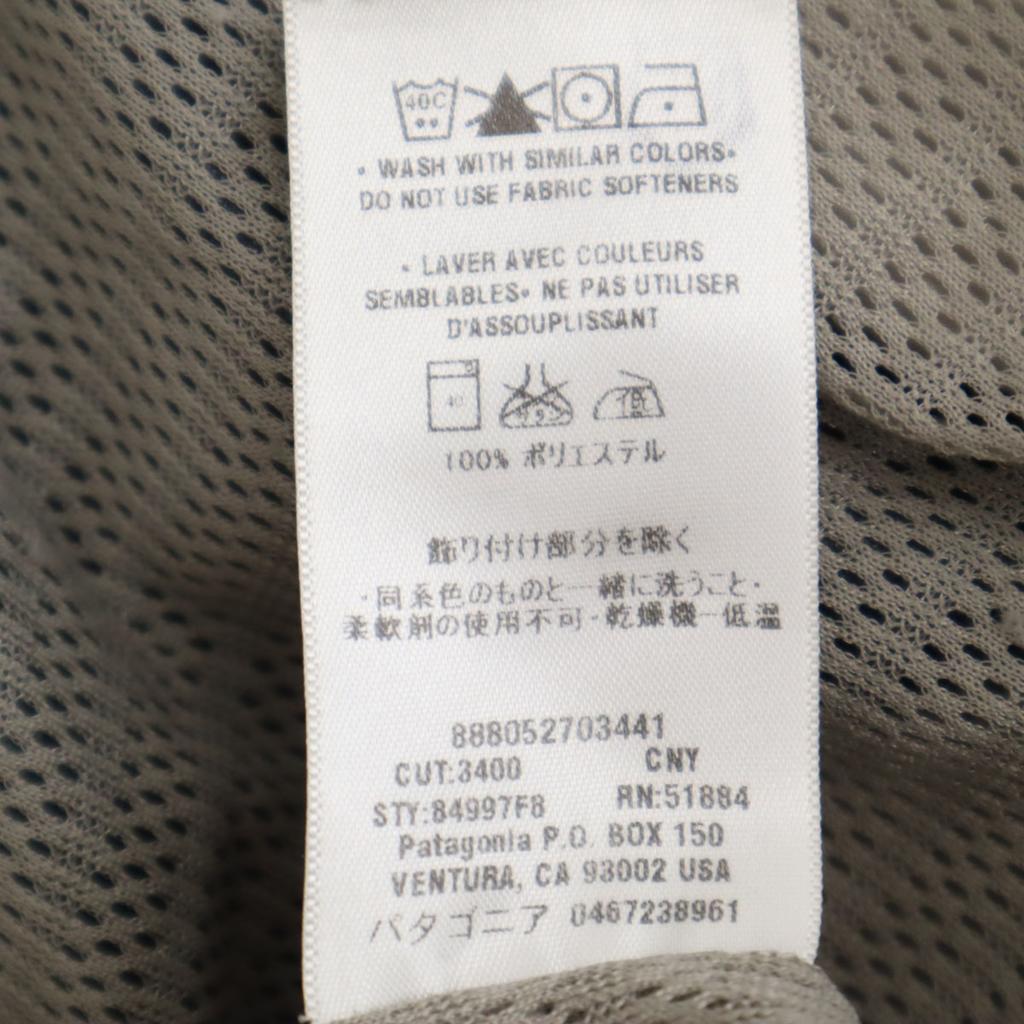 40C
• WASH WITH SIMILAR COLORS•
DO NOT USE FABRIC SOFTENERS
• LAVER AVEC COULEURS
SEMBLABLES• NE PAS UTILISER
D'ASSOUPLISSANT
40 低
100% ポリエステル
飾り付け部分を除く
・同系色のものと一緒に洗うこと・
柔軟剤の使用不可・乾燥機－低温
888052703441
CUT:3400 CNY
STY:84997F8 RN:51884
Patagonia P.O. BOX 150
VENTURA, CA 93002 USA
パタゴニア 0467238961